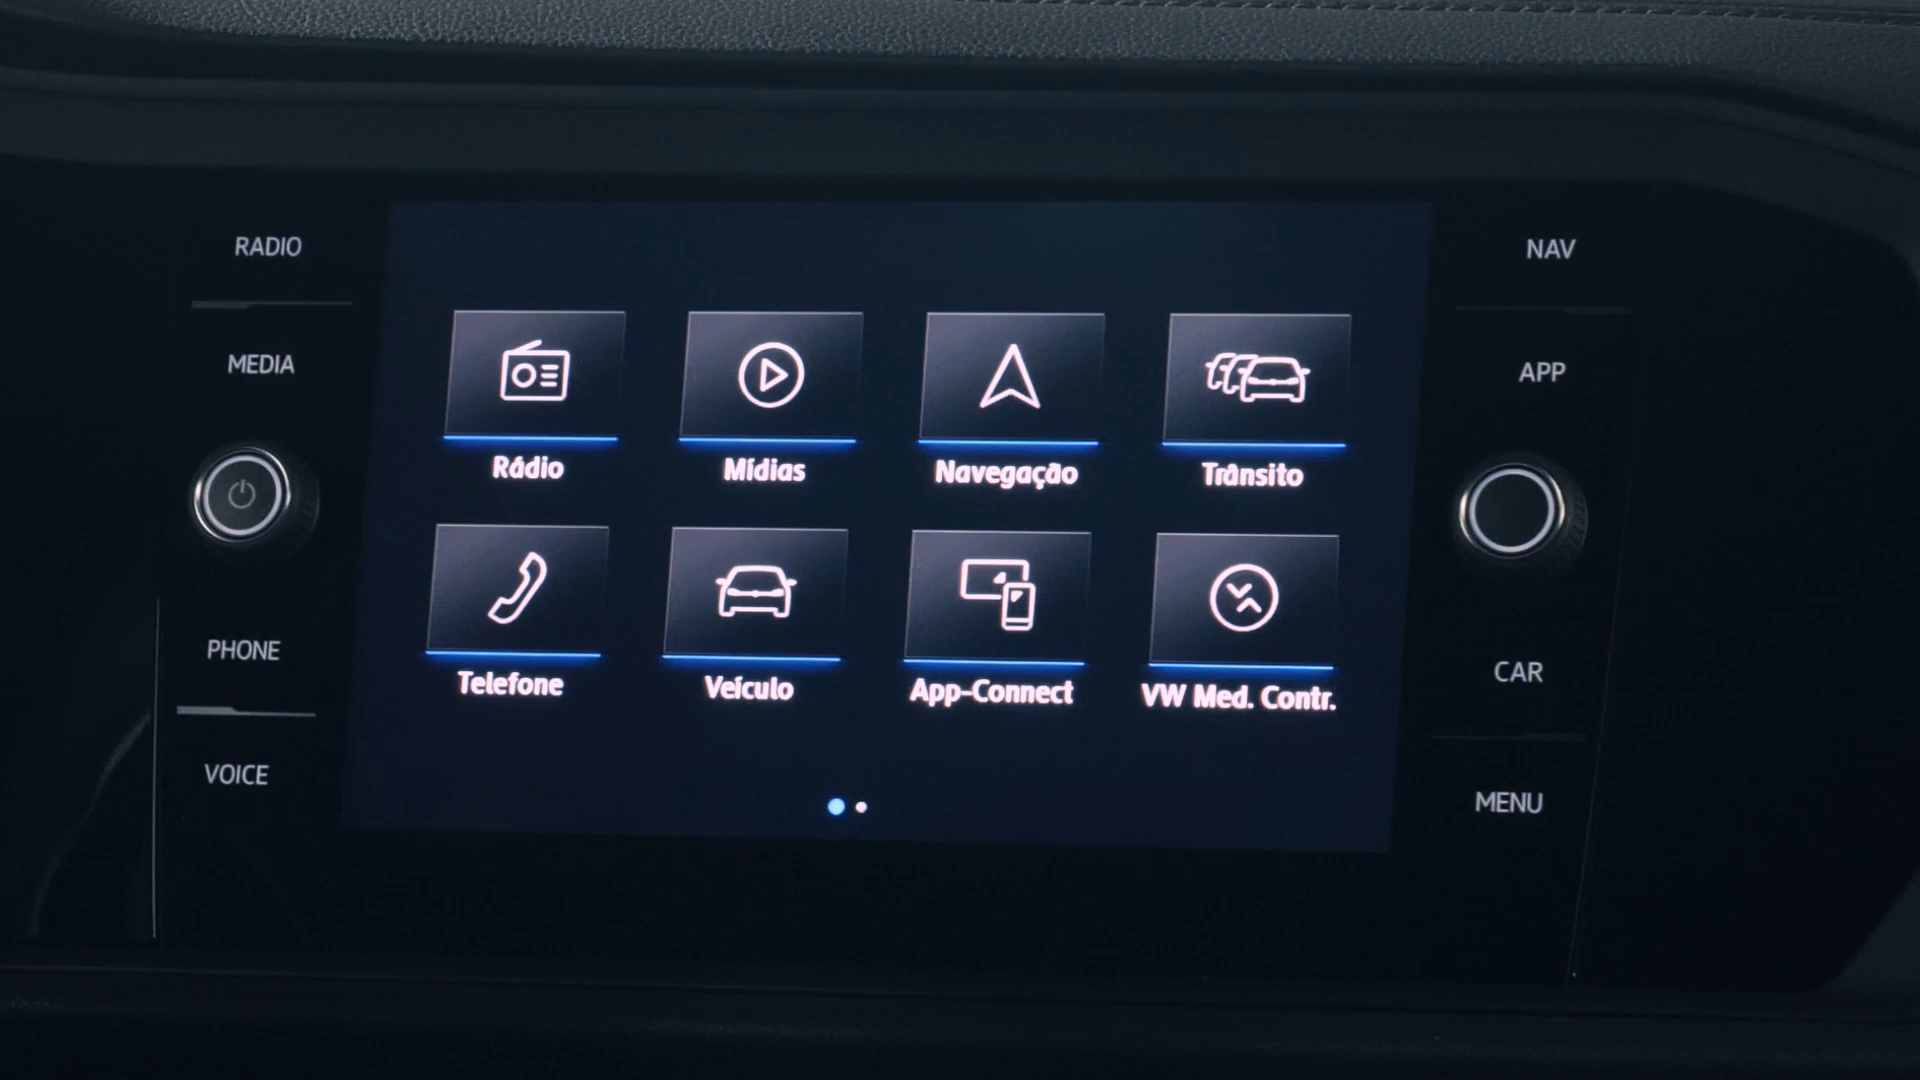 RADIO
MEDIA
PHONE
VOICE
Rádio
Mídias
Navegação
Trânsito
Telefone
Veículo
App-Connect
VW Med. Contr.
NAV
APP
CAR
MENU